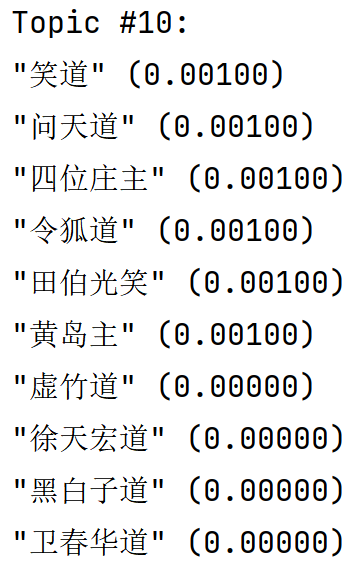 Topic #10:
"笑道" (0.00100)
"问天道" (0.00100)
"四位庄主" (0.00100)
"令狐道" (0.00100)
"田伯光笑" (0.00100)
"黄岛主" (0.00100)
"虚竹道" (0.00000)
"徐天宏道" (0.00000)
"黑白子道" (0.00000)
"卫春华道" (0.00000)